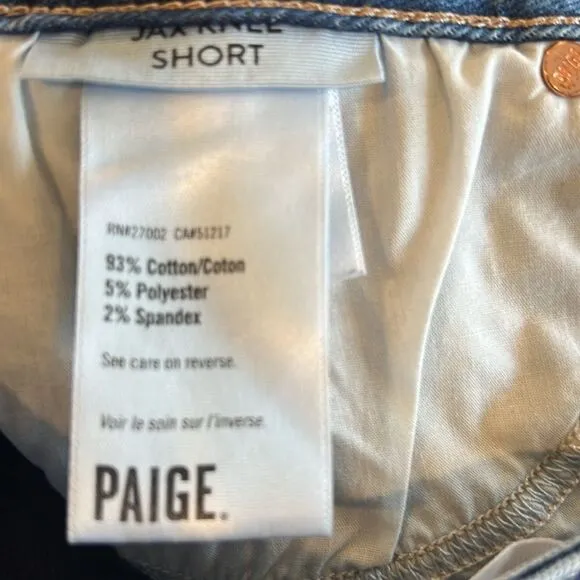 JAX KNEE
SHORT
RN#27002 CA#51217
93% Cotton/Coton
5% Polyester
2% Spandex
See care on reverse.
Voir le soin sur l'inverse.
PAIGE.